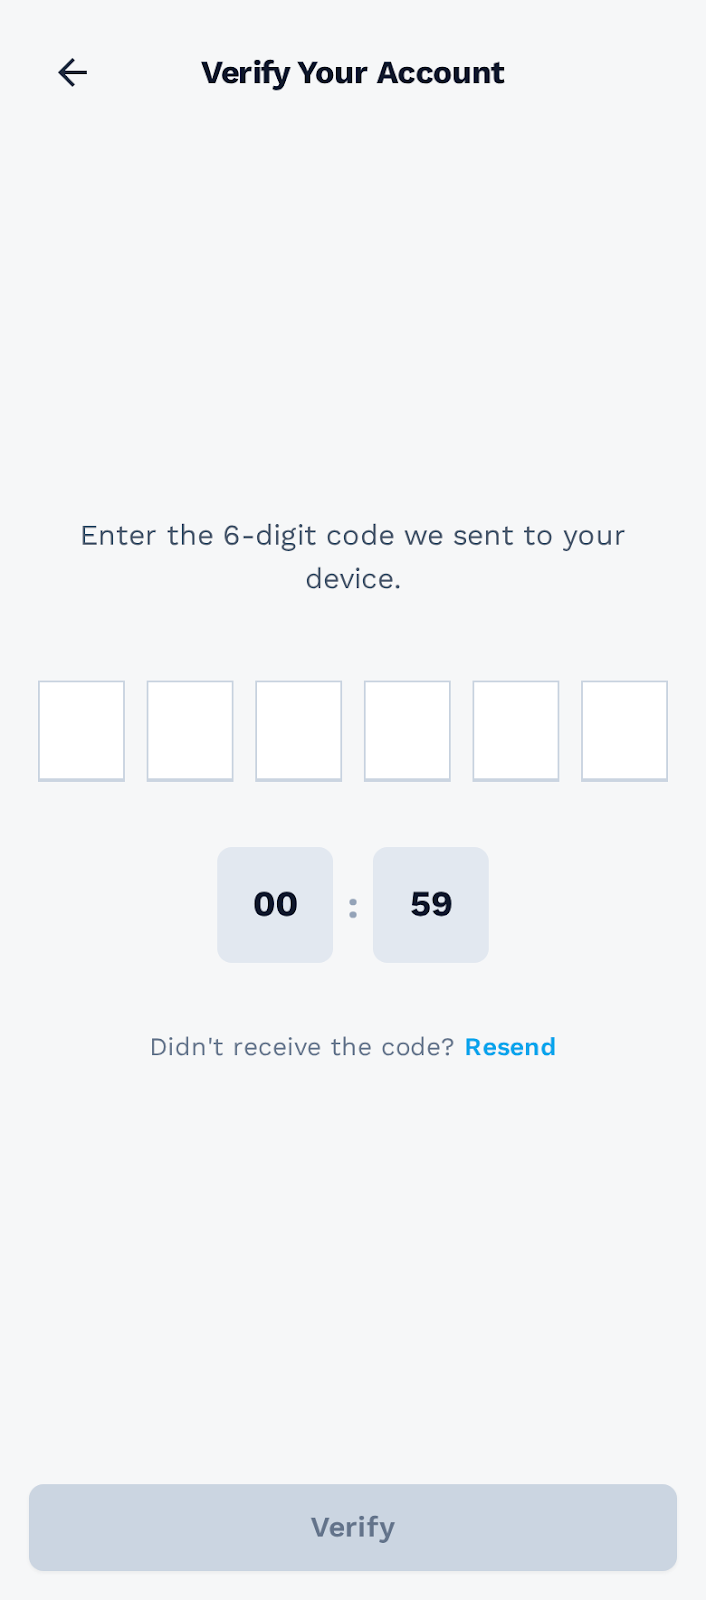 Verify Your Account
Enter the 6-digit code we sent to your
device.
00 : 59
Didn't receive the code? Resend
Verify